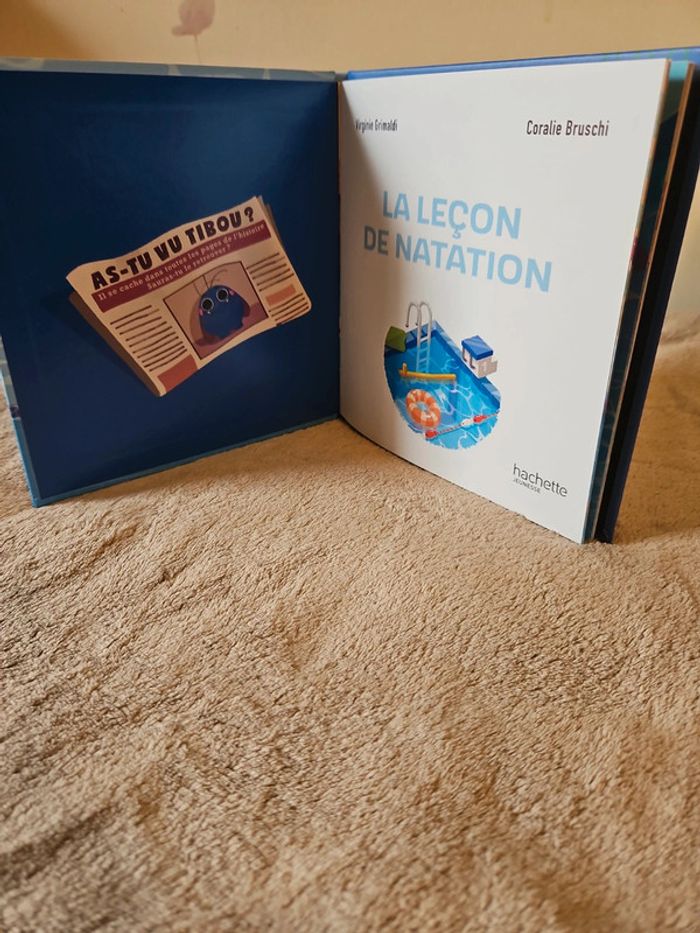 AS-TU VU TIBOU ?
Il se cache dans toutes les pages de l'histoire
Sauras-tu le retrouver ?
Virginie Grimaldi
Coralie Bruschi
LA LEÇON
DE NATATION
hachette
JEUNESSE